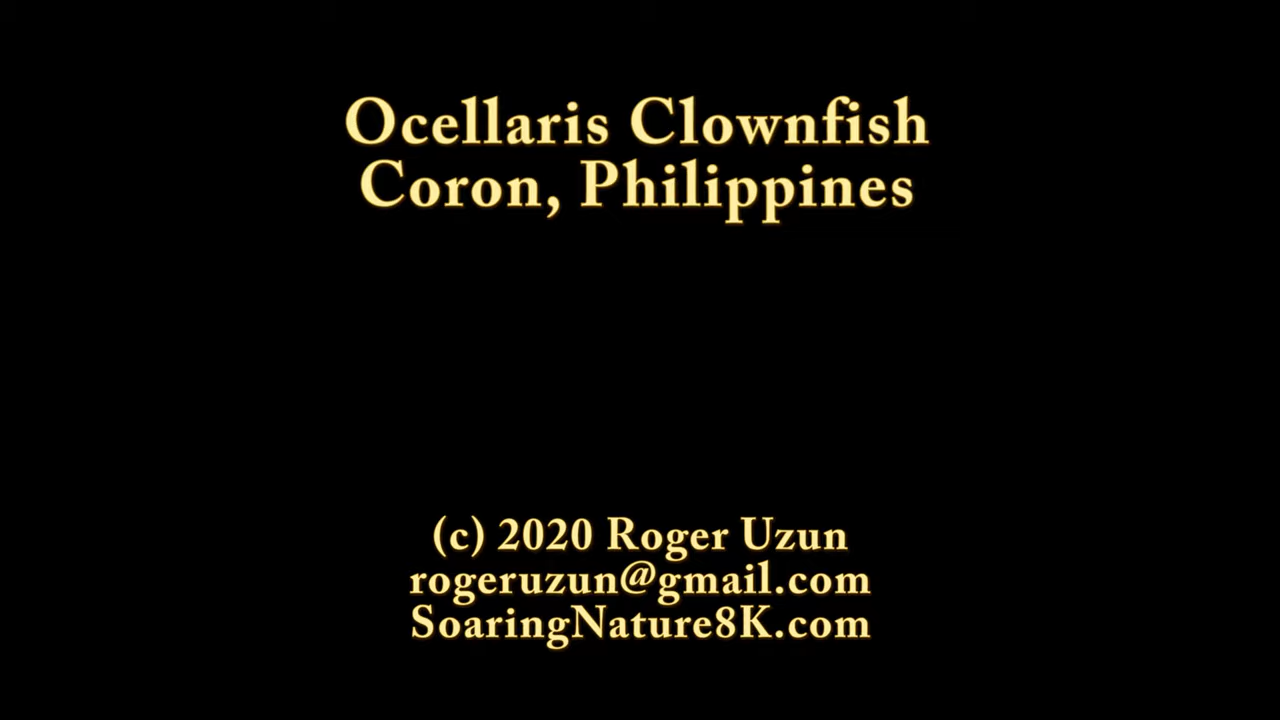 Ocellaris Clownfish
Coron, Philippines
(c) 2020 Roger Uzun
rogeruzun@gmail.com
SoaringNature8K.com